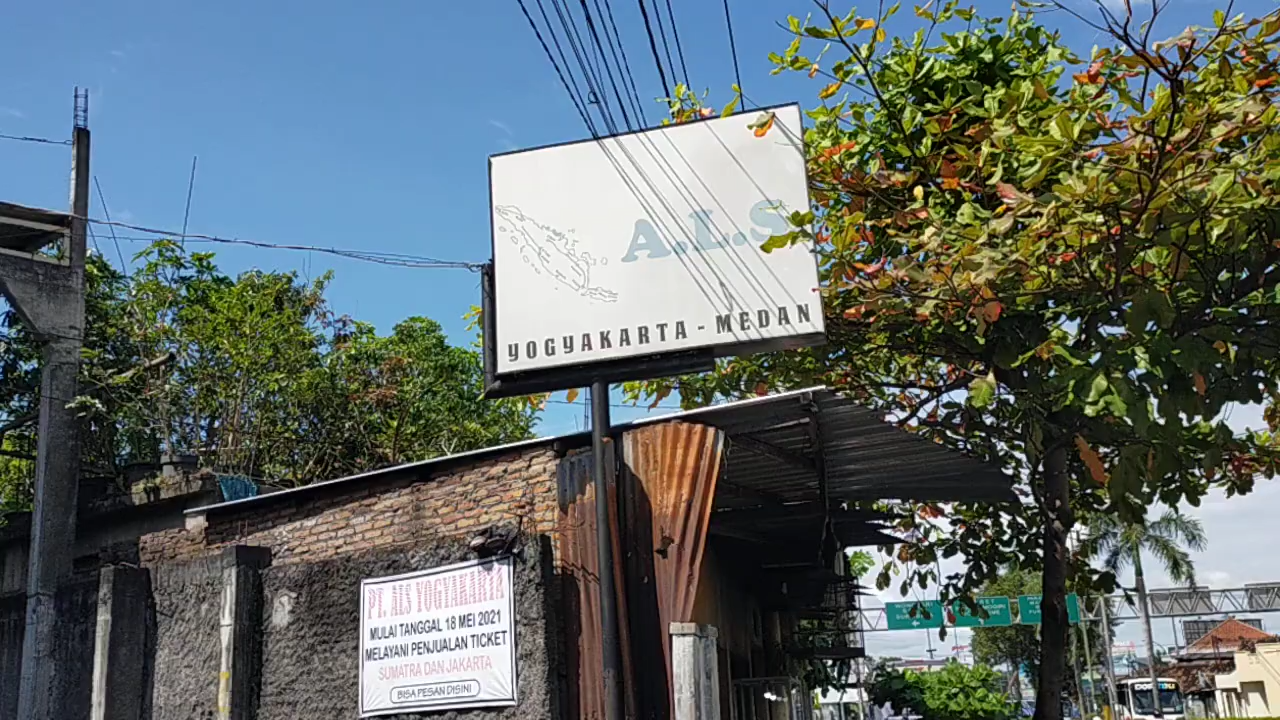 A.L.S
YOGYAKARTA - MEDAN
PT. ALS YOGYAKARTA
MULAI TANGGAL 18 MEI 2021
MELAYANI PENJUALAN TICKET
SUMATRA DAN JAKARTA
BISA PESAN DISINI